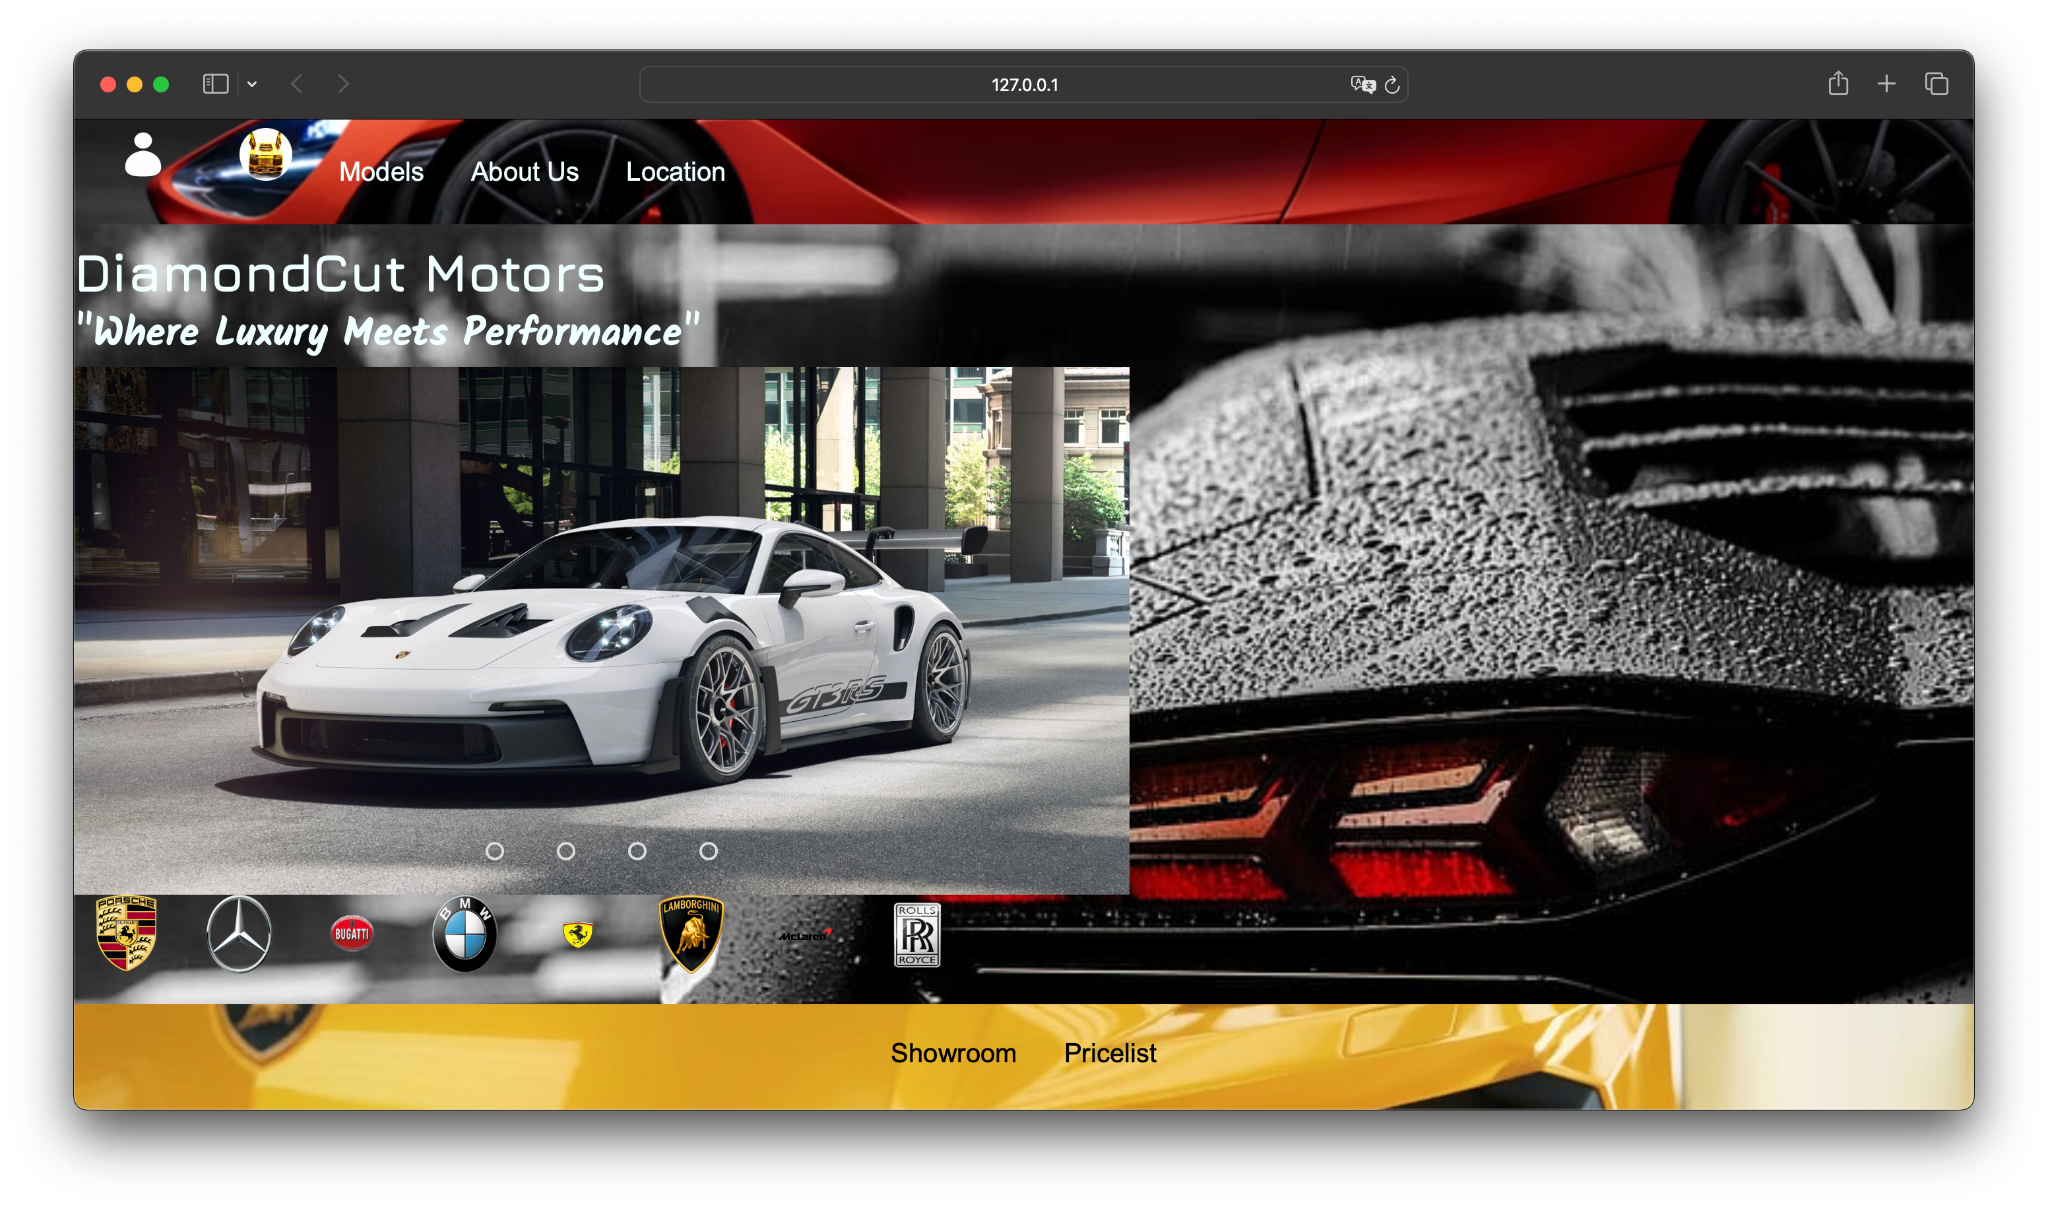 127.0.0.1
Models About Us Location
DiamondCut Motors
"Where Luxury Meets Performance"
GT3RS
PORSCHE
BUGATTI
BMW
LAMBORGHINI
McLaren
ROLLS
RR
ROYCE
Showroom Pricelist